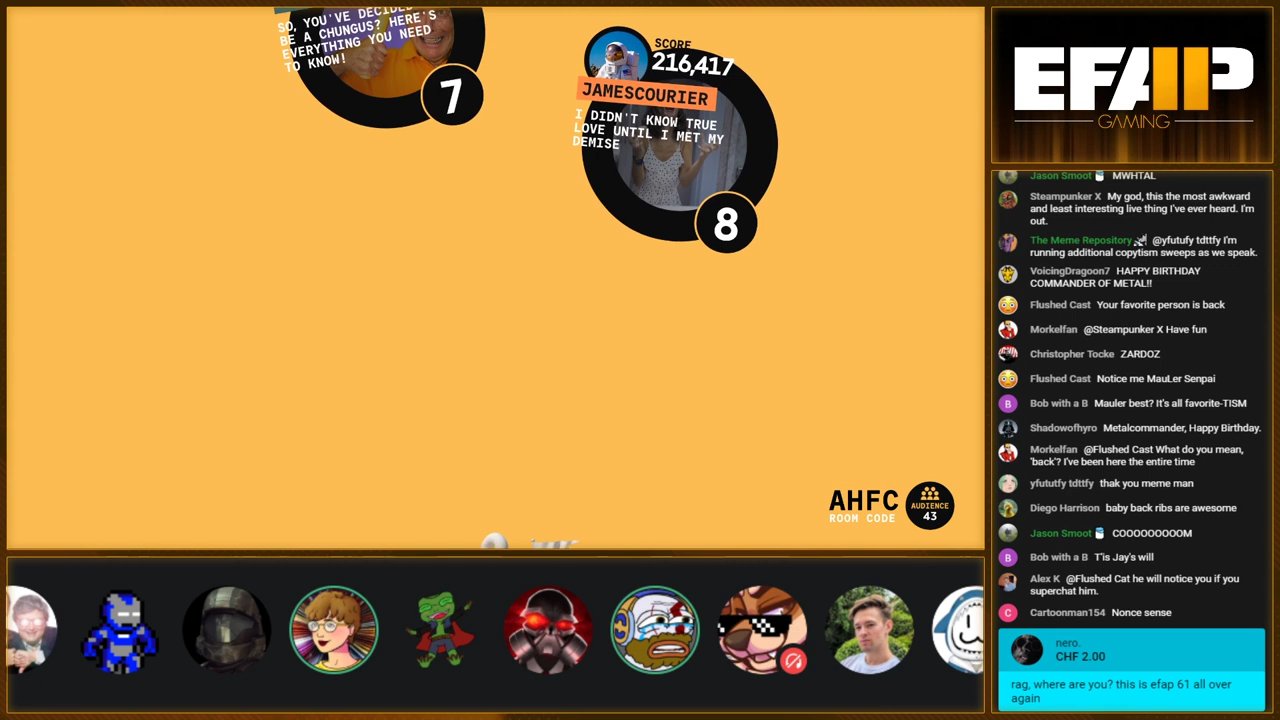 SO, YOU'VE DECIDED
BE A CHUNGUS? HERE'S
EVERYTHING YOU NEED
TO KNOW!
7
SCORE
216,417
JAMESCOURIER
I DIDN'T KNOW TRUE
LOVE UNTIL I MET MY
DEMISE
8
AHFC
ROOM CODE
AUDIENCE
43
EFAP
GAMING
Jason Smoot MWHTAL
Steampunker X My god, this the most awkward
and least interesting live thing I've ever heard. I'm
out.
The Meme Repository @yfutufy tdttfy I'm
running additional copytism sweeps as we speak.
VoicingDragoon7 HAPPY BIRTHDAY
COMMANDER OF METAL!!
Flushed Cast Your favorite person is back
Morkelfan @Steampunker X Have fun
Christopher Tocke ZARDOZ
Flushed Cast Notice me MauLer Senpai
Bob with a B Mauler best? It's all favorite-TISM
Shadowofhyro Metalcommander, Happy Birthday.
Morkelfan @Flushed Cast What do you mean,
'back'? I've been here the entire time
yfututfy tdttfy thak you meme man
Diego Harrison baby back ribs are awesome
Jason Smoot COOOOOOOOOM
B Bob with a B T'is Jay's will
Alex K @Flushed Cat he will notice you if you
superchat him.
C Cartoonman154 Nonce sense
nero.
CHF 2.00
rag, where are you? this is efap 61 all over
again